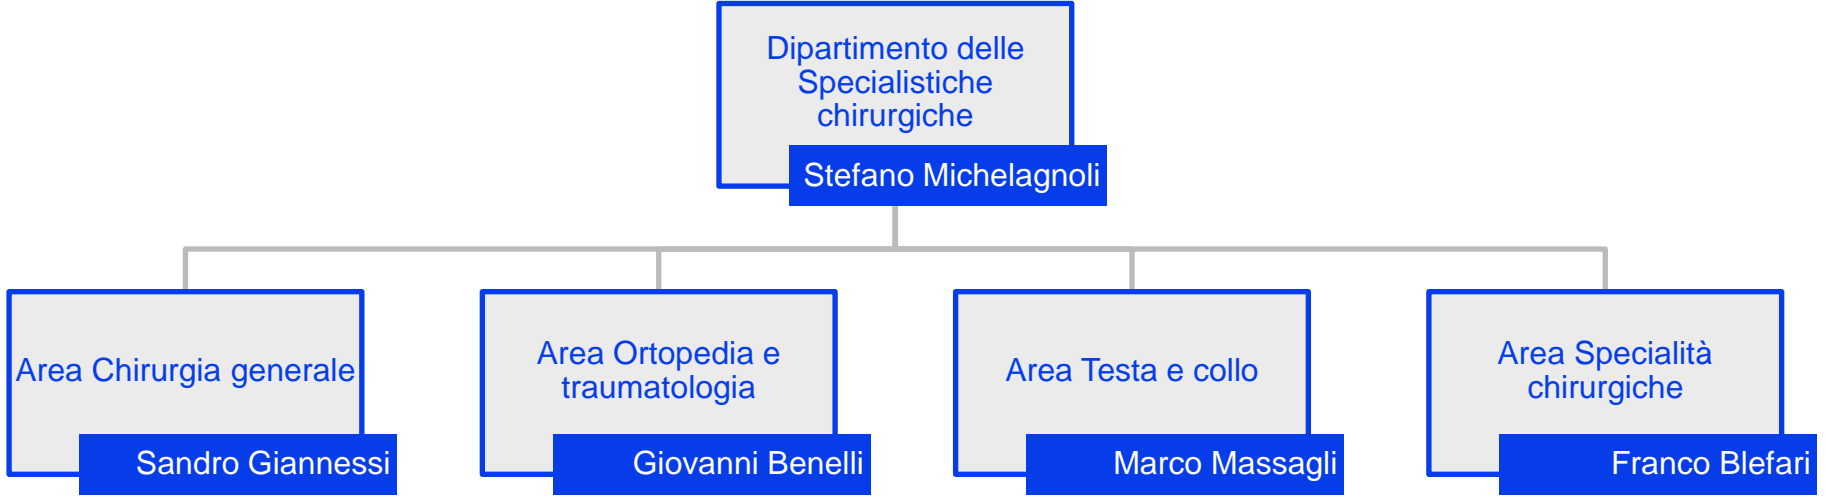 Dipartimento delle
Specialistiche
chirurgiche
Stefano Michelagnoli
Area Chirurgia generale
Sandro Giannessi
Area Ortopedia e
traumatologia
Giovanni Benelli
Area Testa e collo
Marco Massagli
Area Specialità
chirurgiche
Franco Blefari